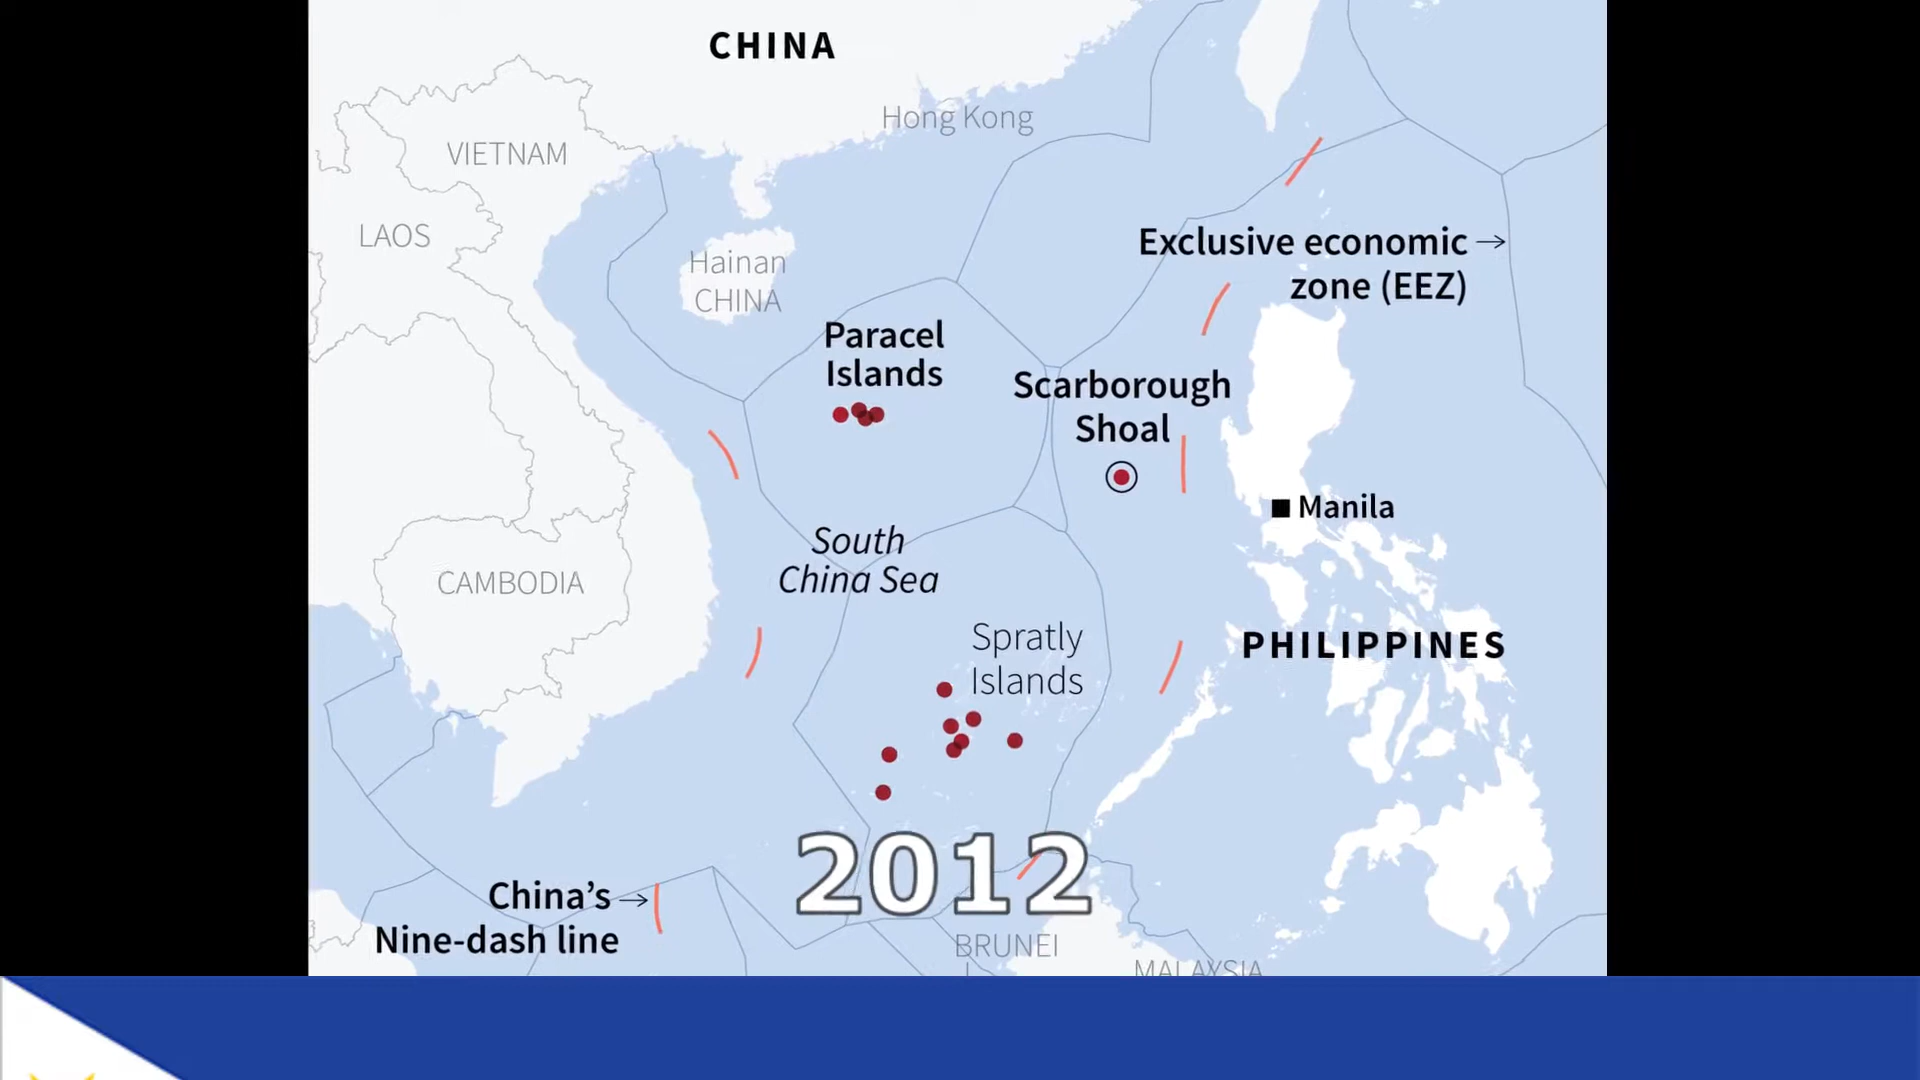 CHINA
Hong Kong
VIETNAM
LAOS
Hainan
CHINA
Exclusive economic →
zone (EEZ)
Paracel
Islands
Scarborough
Shoal
Manila
South
China Sea
CAMBODIA
Spratly
Islands
PHILIPPINES
2012
China’s →
Nine-dash line
BRUNEI
MALAYSIA